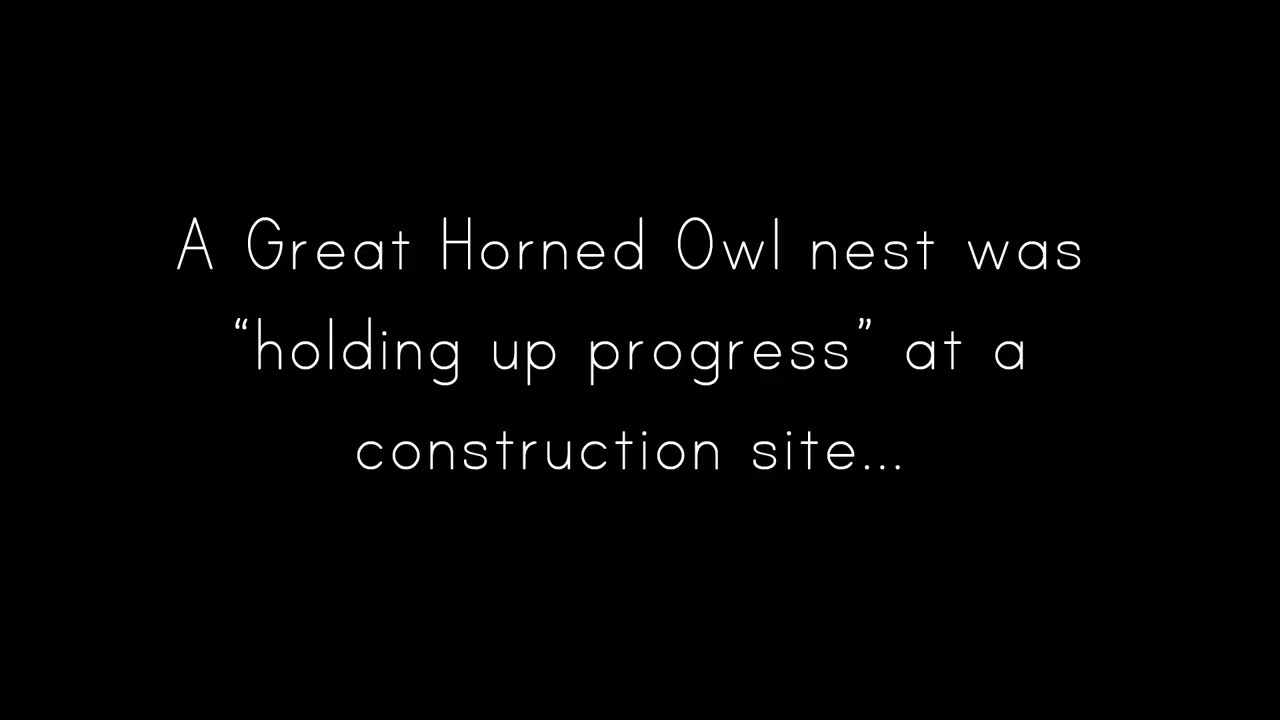 A Great Horned Owl nest was
“holding up progress” at a
construction site...